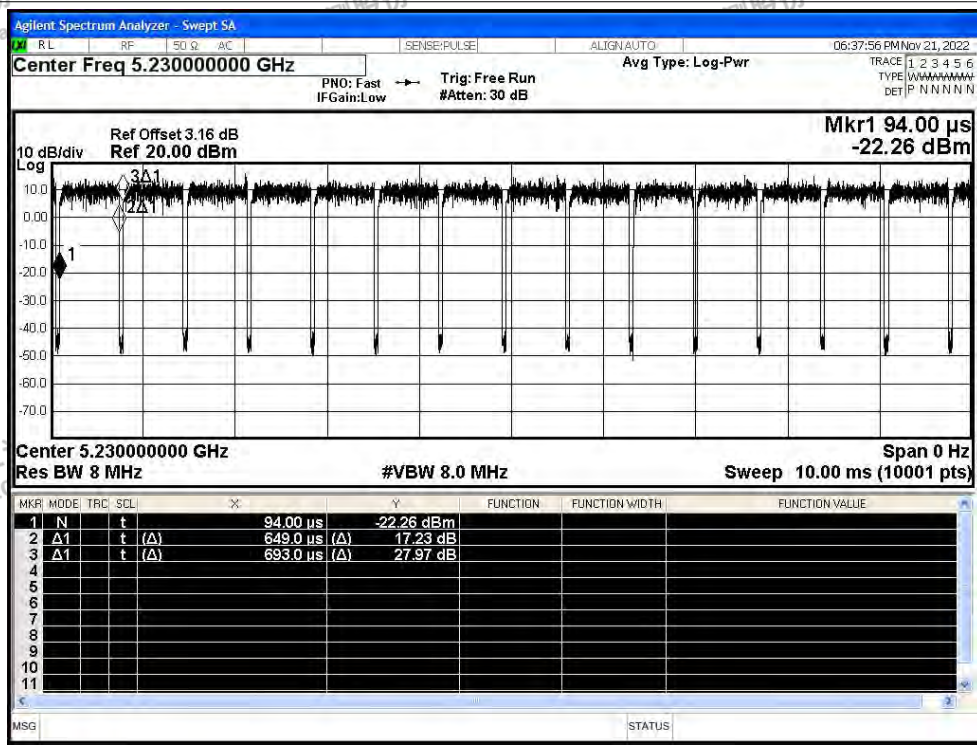 Agilent Spectrum Analyzer - Swept SA
RL RF 50 Ω AC SENSE:PULSE ALIGN AUTO 06:37:56 PM Nov 21, 2022
Center Freq 5.230000000 GHz Avg Type: Log-Pwr TRACE 1 2 3 4 5 6
PNO: Fast Trig: Free Run TYPE
IFGain:Low #Atten: 30 dB DET P N N N N N
Mkr1 94.00 µs
Ref Offset 3.16 dB
10 dB/div Ref 20.00 dBm -22.26 dBm
Log
3Δ1
10.0
2Δ1
0.00
-10.0
1
-20.0
-30.0
-40.0
-50.0
-60.0
-70.0
Center 5.230000000 GHz Span 0 Hz
Res BW 8 MHz #VBW 8.0 MHz Sweep 10.00 ms (10001 pts)
MKR MODE TRC SCL X Y FUNCTION FUNCTION WIDTH FUNCTION VALUE
1 N t 94.00 µs -22.26 dBm
2 Δ1 t (Δ) 649.0 µs (Δ) 17.23 dB
3 Δ1 t (Δ) 693.0 µs (Δ) 27.97 dB
4
5
6
7
8
9
10
11
MSG STATUS